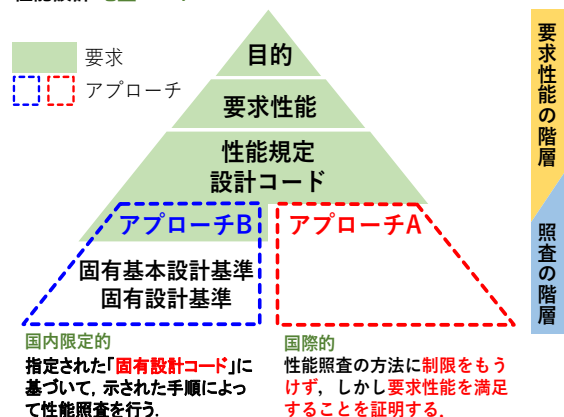 要求
アプローチ
目的
要求性能
性能規定
設計コード
アプローチB
アプローチA
固有基本設計基準
固有設計基準
要求性能の階層
照査の階層
国内限定的
指定された「固有設計コード」に
基づいて，示された手順によっ
て性能照査を行う．
国際的
性能照査の方法に制限をもう
けず，しかし要求性能を満足
することを証明する．